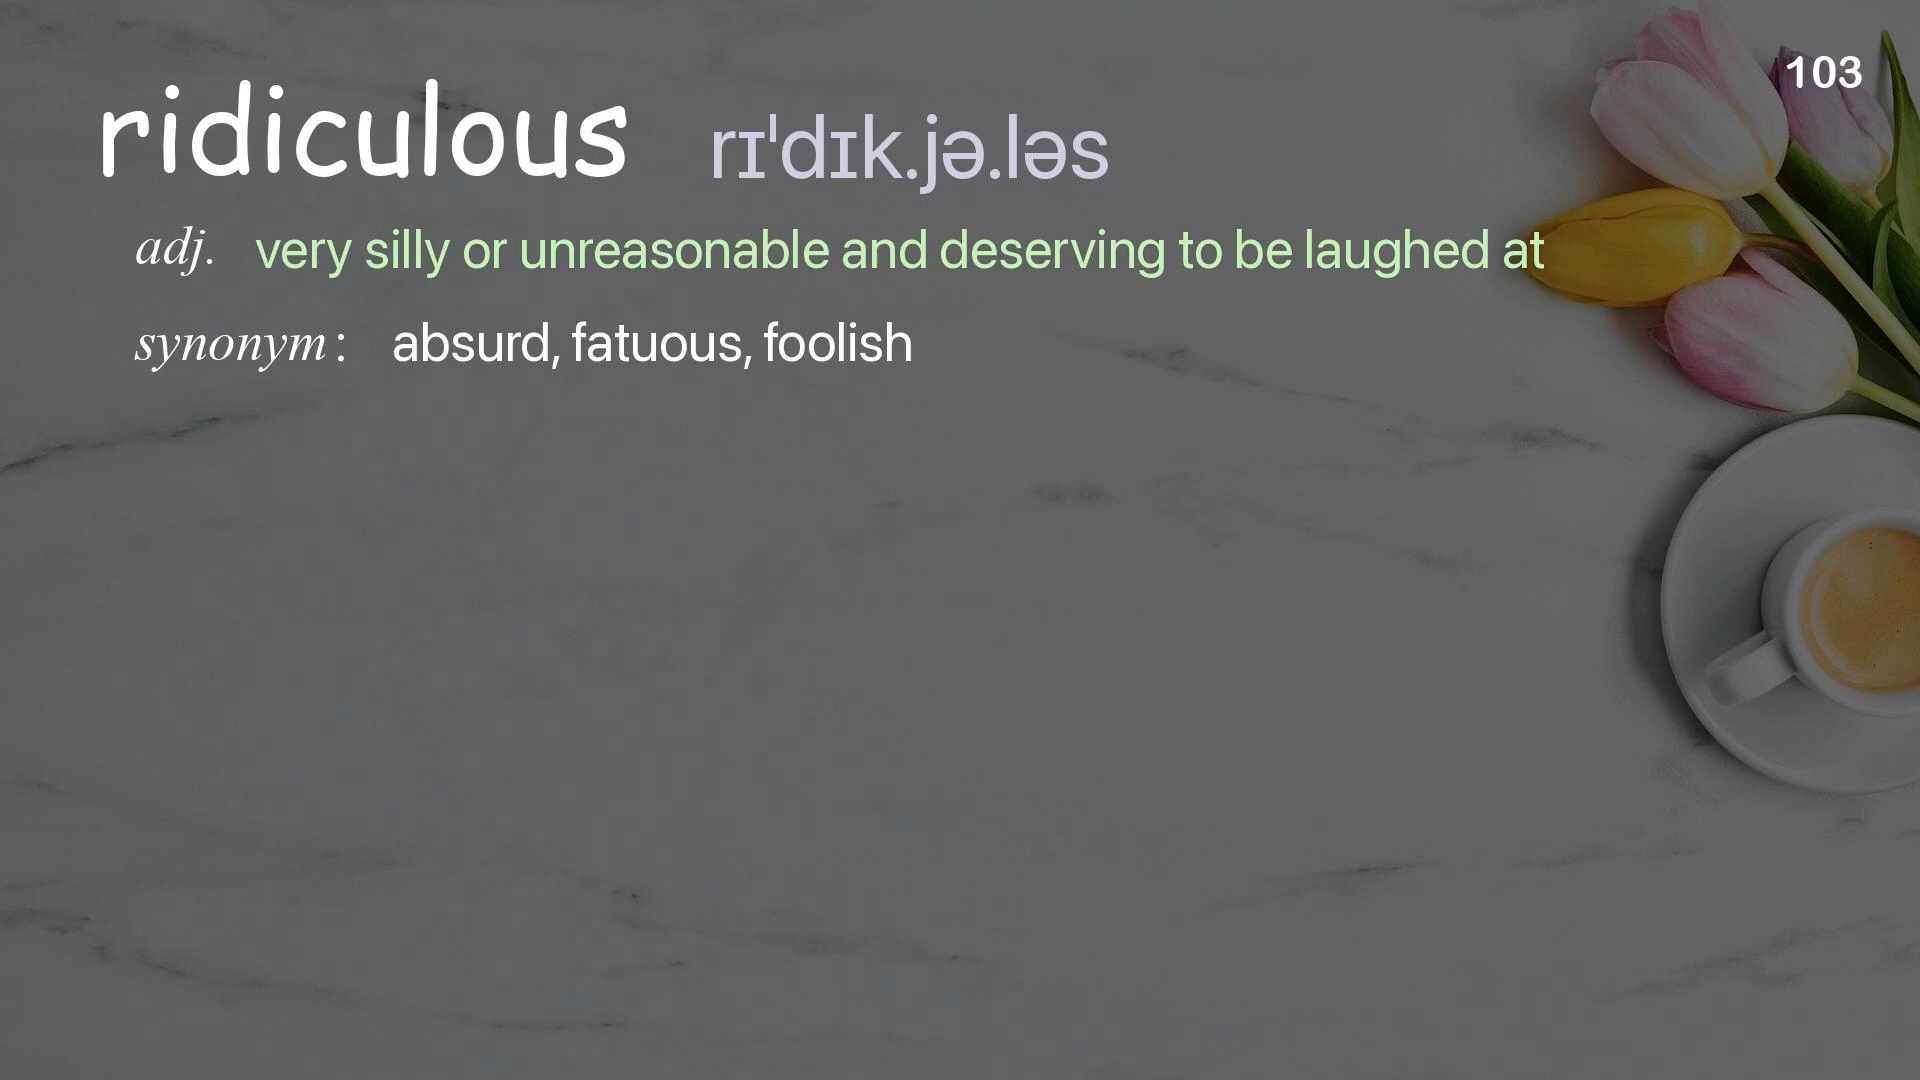 103
ridiculous rɪˈdɪk.jə.ləs
adj. very silly or unreasonable and deserving to be laughed at
synonym: absurd, fatuous, foolish